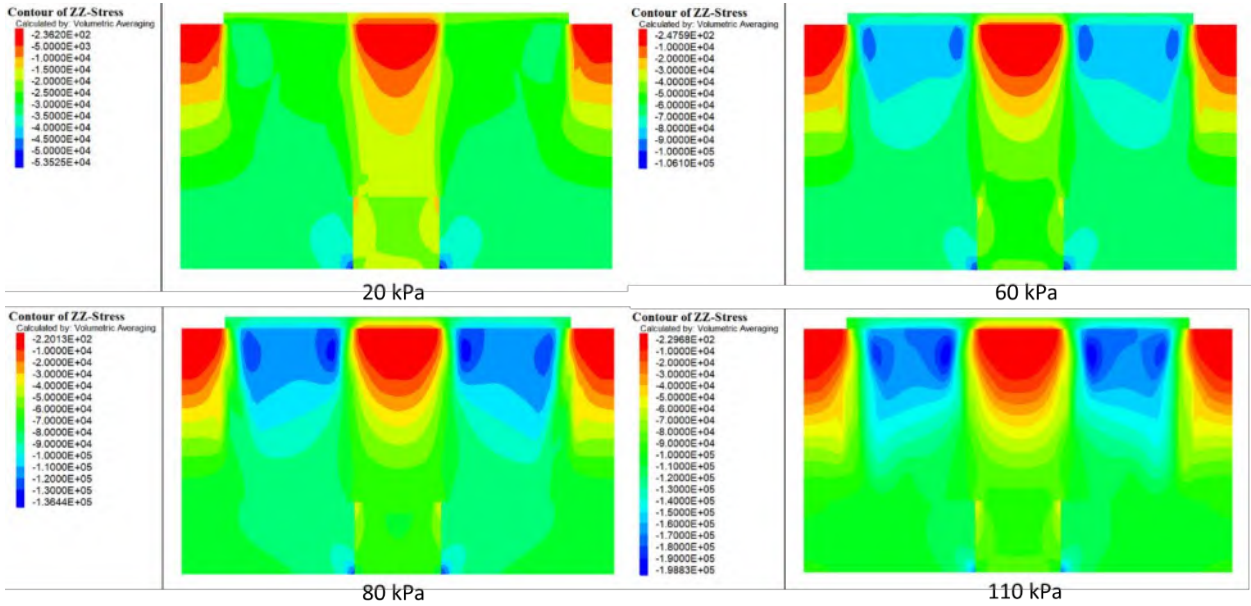 Contour of ZZ-Stress
Calculated by: Volumetric Averaging
-2.3620E+02
-5.0000E+03
-1.0000E+04
-1.5000E+04
-2.0000E+04
-2.5000E+04
-3.0000E+04
-3.5000E+04
-4.0000E+04
-4.5000E+04
-5.0000E+04
-5.3525E+04
20 kPa
Contour of ZZ-Stress
Calculated by: Volumetric Averaging
-2.4759E+02
-1.0000E+04
-2.0000E+04
-3.0000E+04
-4.0000E+04
-5.0000E+04
-6.0000E+04
-7.0000E+04
-8.0000E+04
-9.0000E+04
-1.0000E+05
-1.0610E+05
60 kPa
Contour of ZZ-Stress
Calculated by: Volumetric Averaging
-2.2013E+02
-1.0000E+04
-2.0000E+04
-3.0000E+04
-4.0000E+04
-5.0000E+04
-6.0000E+04
-7.0000E+04
-8.0000E+04
-9.0000E+04
-1.0000E+05
-1.1000E+05
-1.2000E+05
-1.3000E+05
-1.3644E+05
80 kPa
Contour of ZZ-Stress
Calculated by: Volumetric Averaging
-2.2968E+02
-1.0000E+04
-2.0000E+04
-3.0000E+04
-4.0000E+04
-5.0000E+04
-6.0000E+04
-7.0000E+04
-8.0000E+04
-9.0000E+04
-1.0000E+05
-1.1000E+05
-1.2000E+05
-1.3000E+05
-1.4000E+05
-1.5000E+05
-1.6000E+05
-1.7000E+05
-1.8000E+05
-1.9000E+05
-1.9883E+05
110 kPa